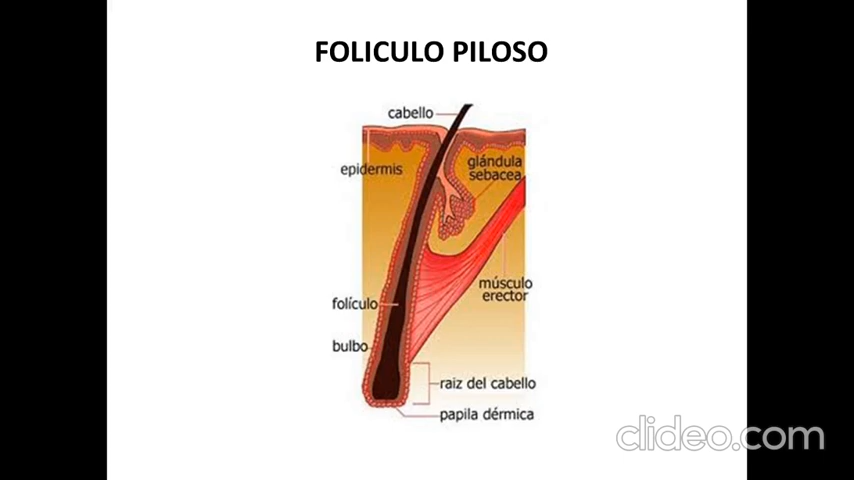 FOLICULO PILOSO
cabello
epidermis
glándula
sebacea
músculo
erector
folículo
bulbo
raiz del cabello
papila dérmica
clideo.com